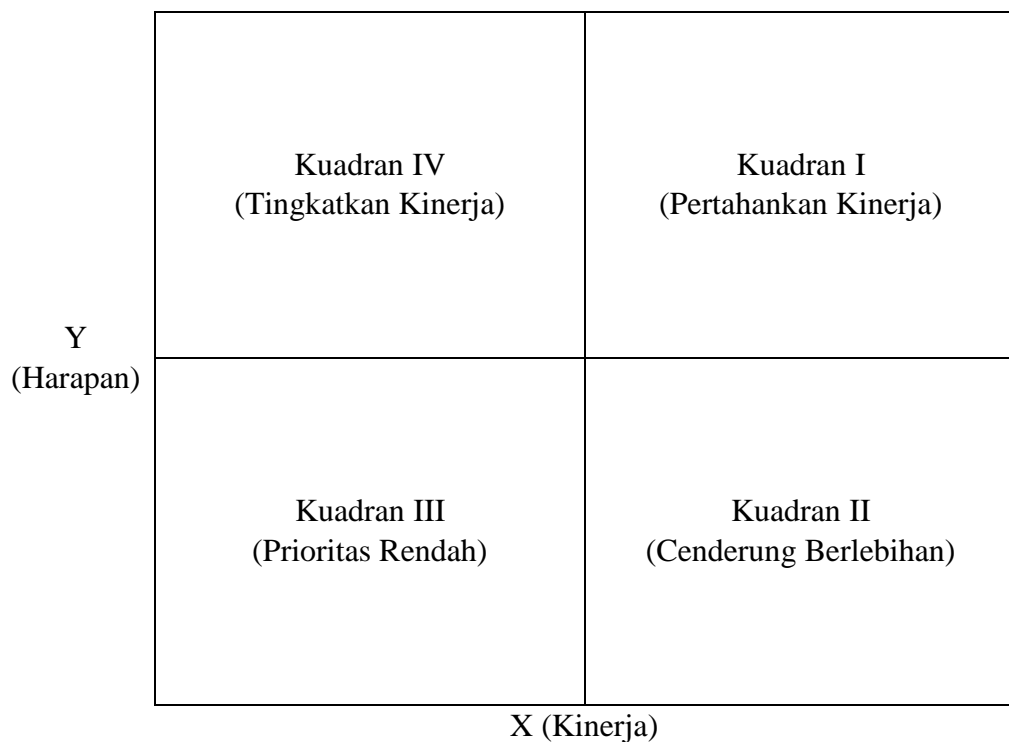 Kuadran IV
(Tingkatkan Kinerja)
Kuadran I
(Pertahankan Kinerja)
Y
(Harapan)
Kuadran III
(Prioritas Rendah)
Kuadran II
(Cenderung Berlebihan)
X (Kinerja)